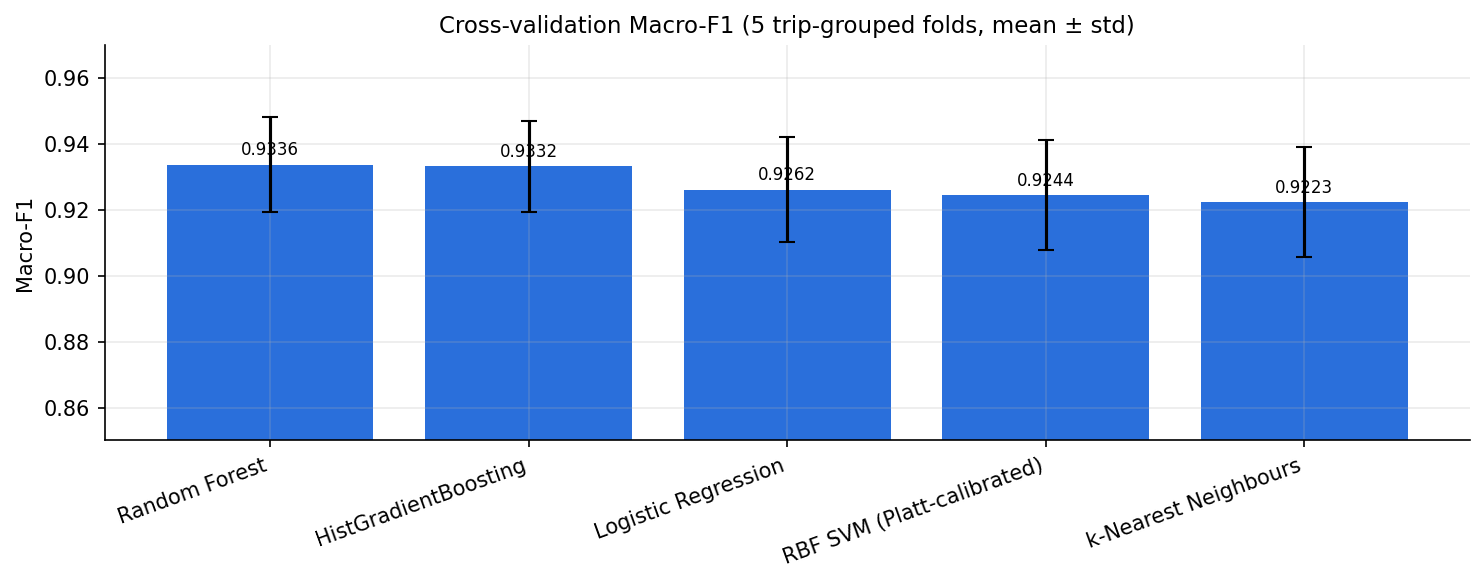 Cross-validation Macro-F1 (5 trip-grouped folds, mean ± std)
Macro-F1
0.96
0.94
0.92
0.90
0.88
0.86
0.9336
0.9332
0.9262
0.9244
0.9223
Random Forest
HistGradientBoosting
Logistic Regression
RBF SVM (Platt-calibrated)
k-Nearest Neighbours